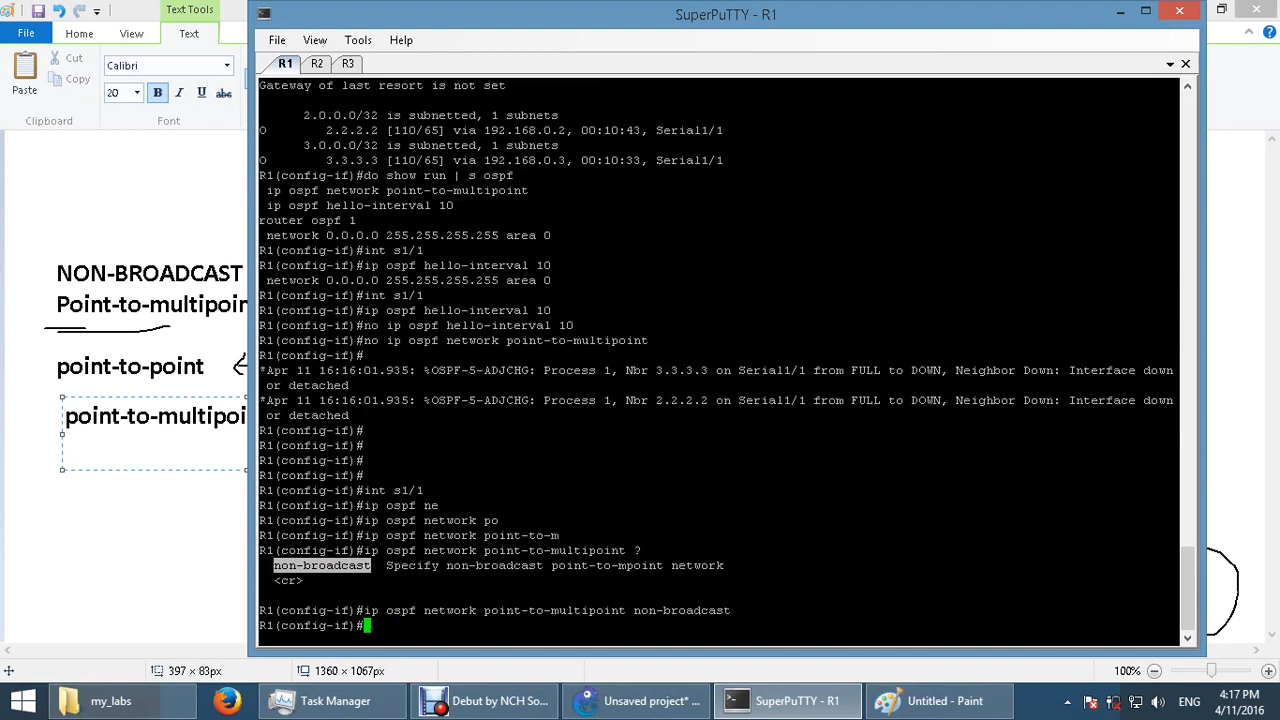 Text Tools
SuperPuTTY - R1
File
Home
View
Text
File
View
Tools
Help
Cut
Calibri
R1
R2
R3
Paste
Copy
20
B
I
U
abc
Clipboard
Font
Gateway of last resort is not set
2.0.0.0/32 is subnetted, 1 subnets
O 2.2.2.2 [110/65] via 192.168.0.2, 00:10:43, Serial1/1
3.0.0.0/32 is subnetted, 1 subnets
O 3.3.3.3 [110/65] via 192.168.0.3, 00:10:33, Serial1/1
R1(config-if)#do show run | s ospf
ip ospf network point-to-multipoint
ip ospf hello-interval 10
router ospf 1
network 0.0.0.0 255.255.255.255 area 0
R1(config-if)#int s1/1
R1(config-if)#ip ospf hello-interval 10
network 0.0.0.0 255.255.255.255 area 0
R1(config-if)#int s1/1
R1(config-if)#ip ospf hello-interval 10
R1(config-if)#no ip ospf hello-interval 10
R1(config-if)#no ip ospf network point-to-multipoint
R1(config-if)#
*Apr 11 16:16:01.935: %OSPF-5-ADJCHG: Process 1, Nbr 3.3.3.3 on Serial1/1 from FULL to DOWN, Neighbor Down: Interface down
or detached
*Apr 11 16:16:01.935: %OSPF-5-ADJCHG: Process 1, Nbr 2.2.2.2 on Serial1/1 from FULL to DOWN, Neighbor Down: Interface down
or detached
R1(config-if)#
R1(config-if)#
R1(config-if)#
R1(config-if)#
R1(config-if)#int s1/1
R1(config-if)#ip ospf ne
R1(config-if)#ip ospf network po
R1(config-if)#ip ospf network point-to-m
R1(config-if)#ip ospf network point-to-multipoint ?
non-broadcast Specify non-broadcast point-to-mpoint network
<cr>
R1(config-if)#ip ospf network point-to-multipoint non-broadcast
R1(config-if)#
NON-BROADCAST
Point-to-multipoin
point-to-point
point-to-multipoi
397 × 83px
1360 × 1067px
100%
my_labs
Task Manager
Debut by NCH So...
Unsaved project*...
SuperPuTTY - R1
Untitled - Paint
ENG
4:17 PM
4/11/2016